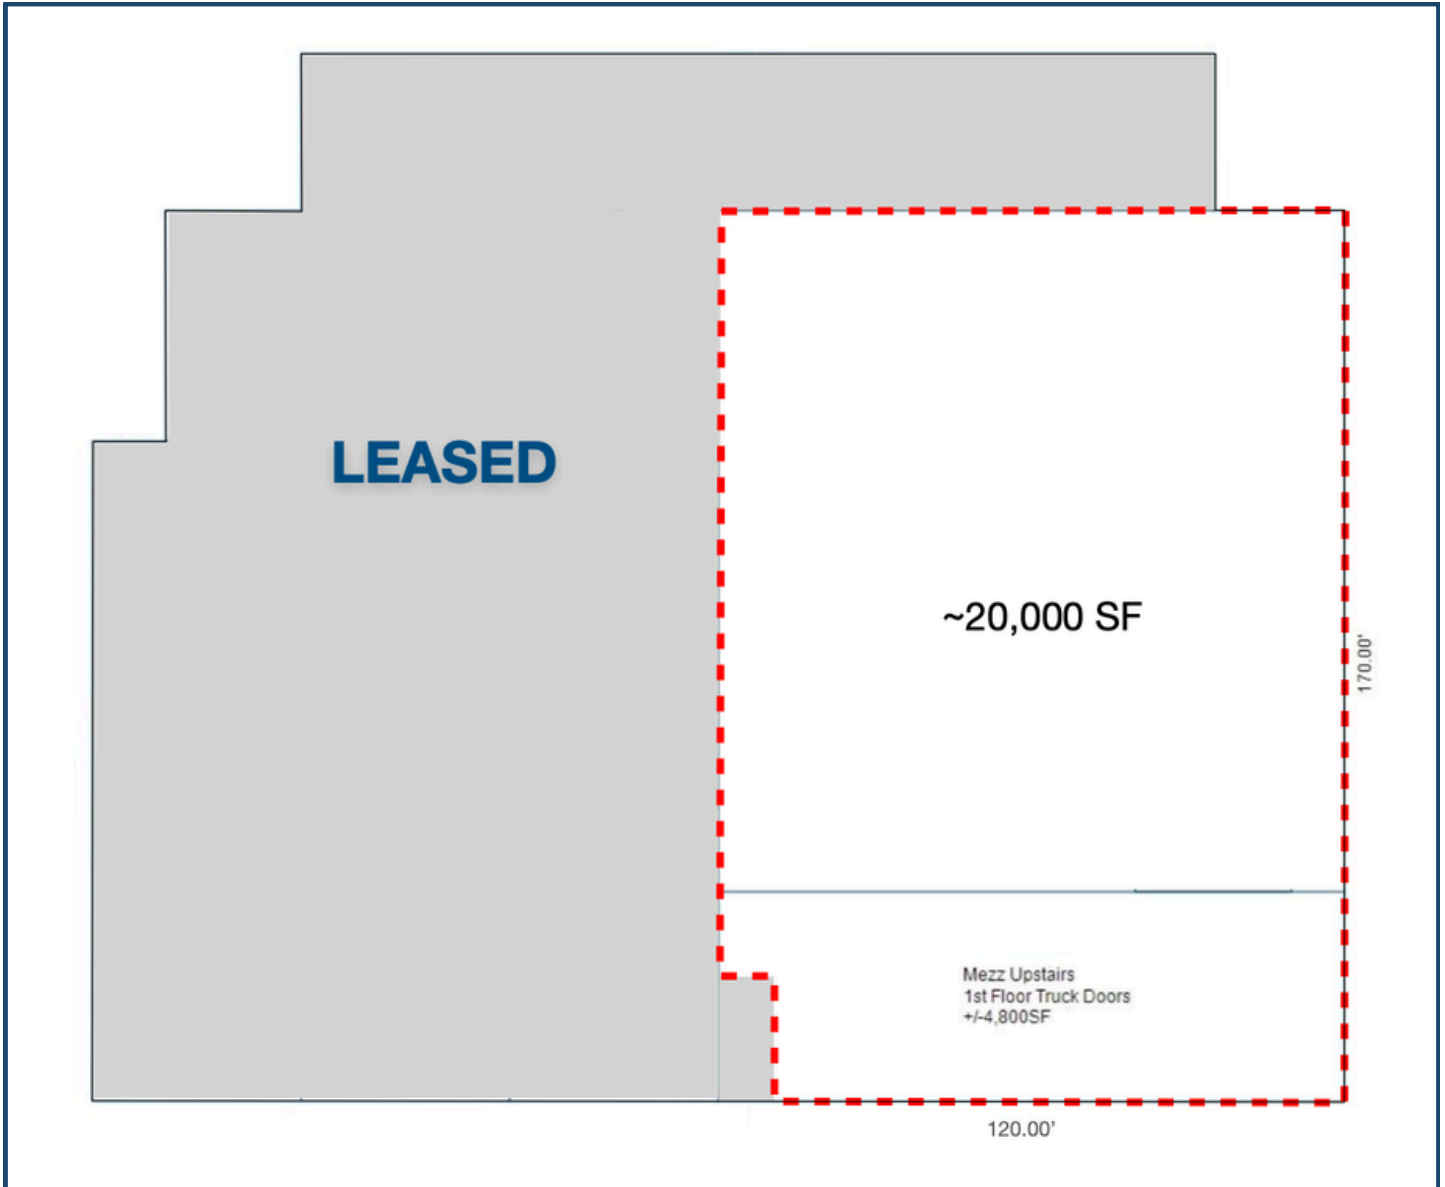 LEASED
~20,000 SF
170.00'
Mezz Upstairs
1st Floor Truck Doors
+/-4,800SF
120.00’